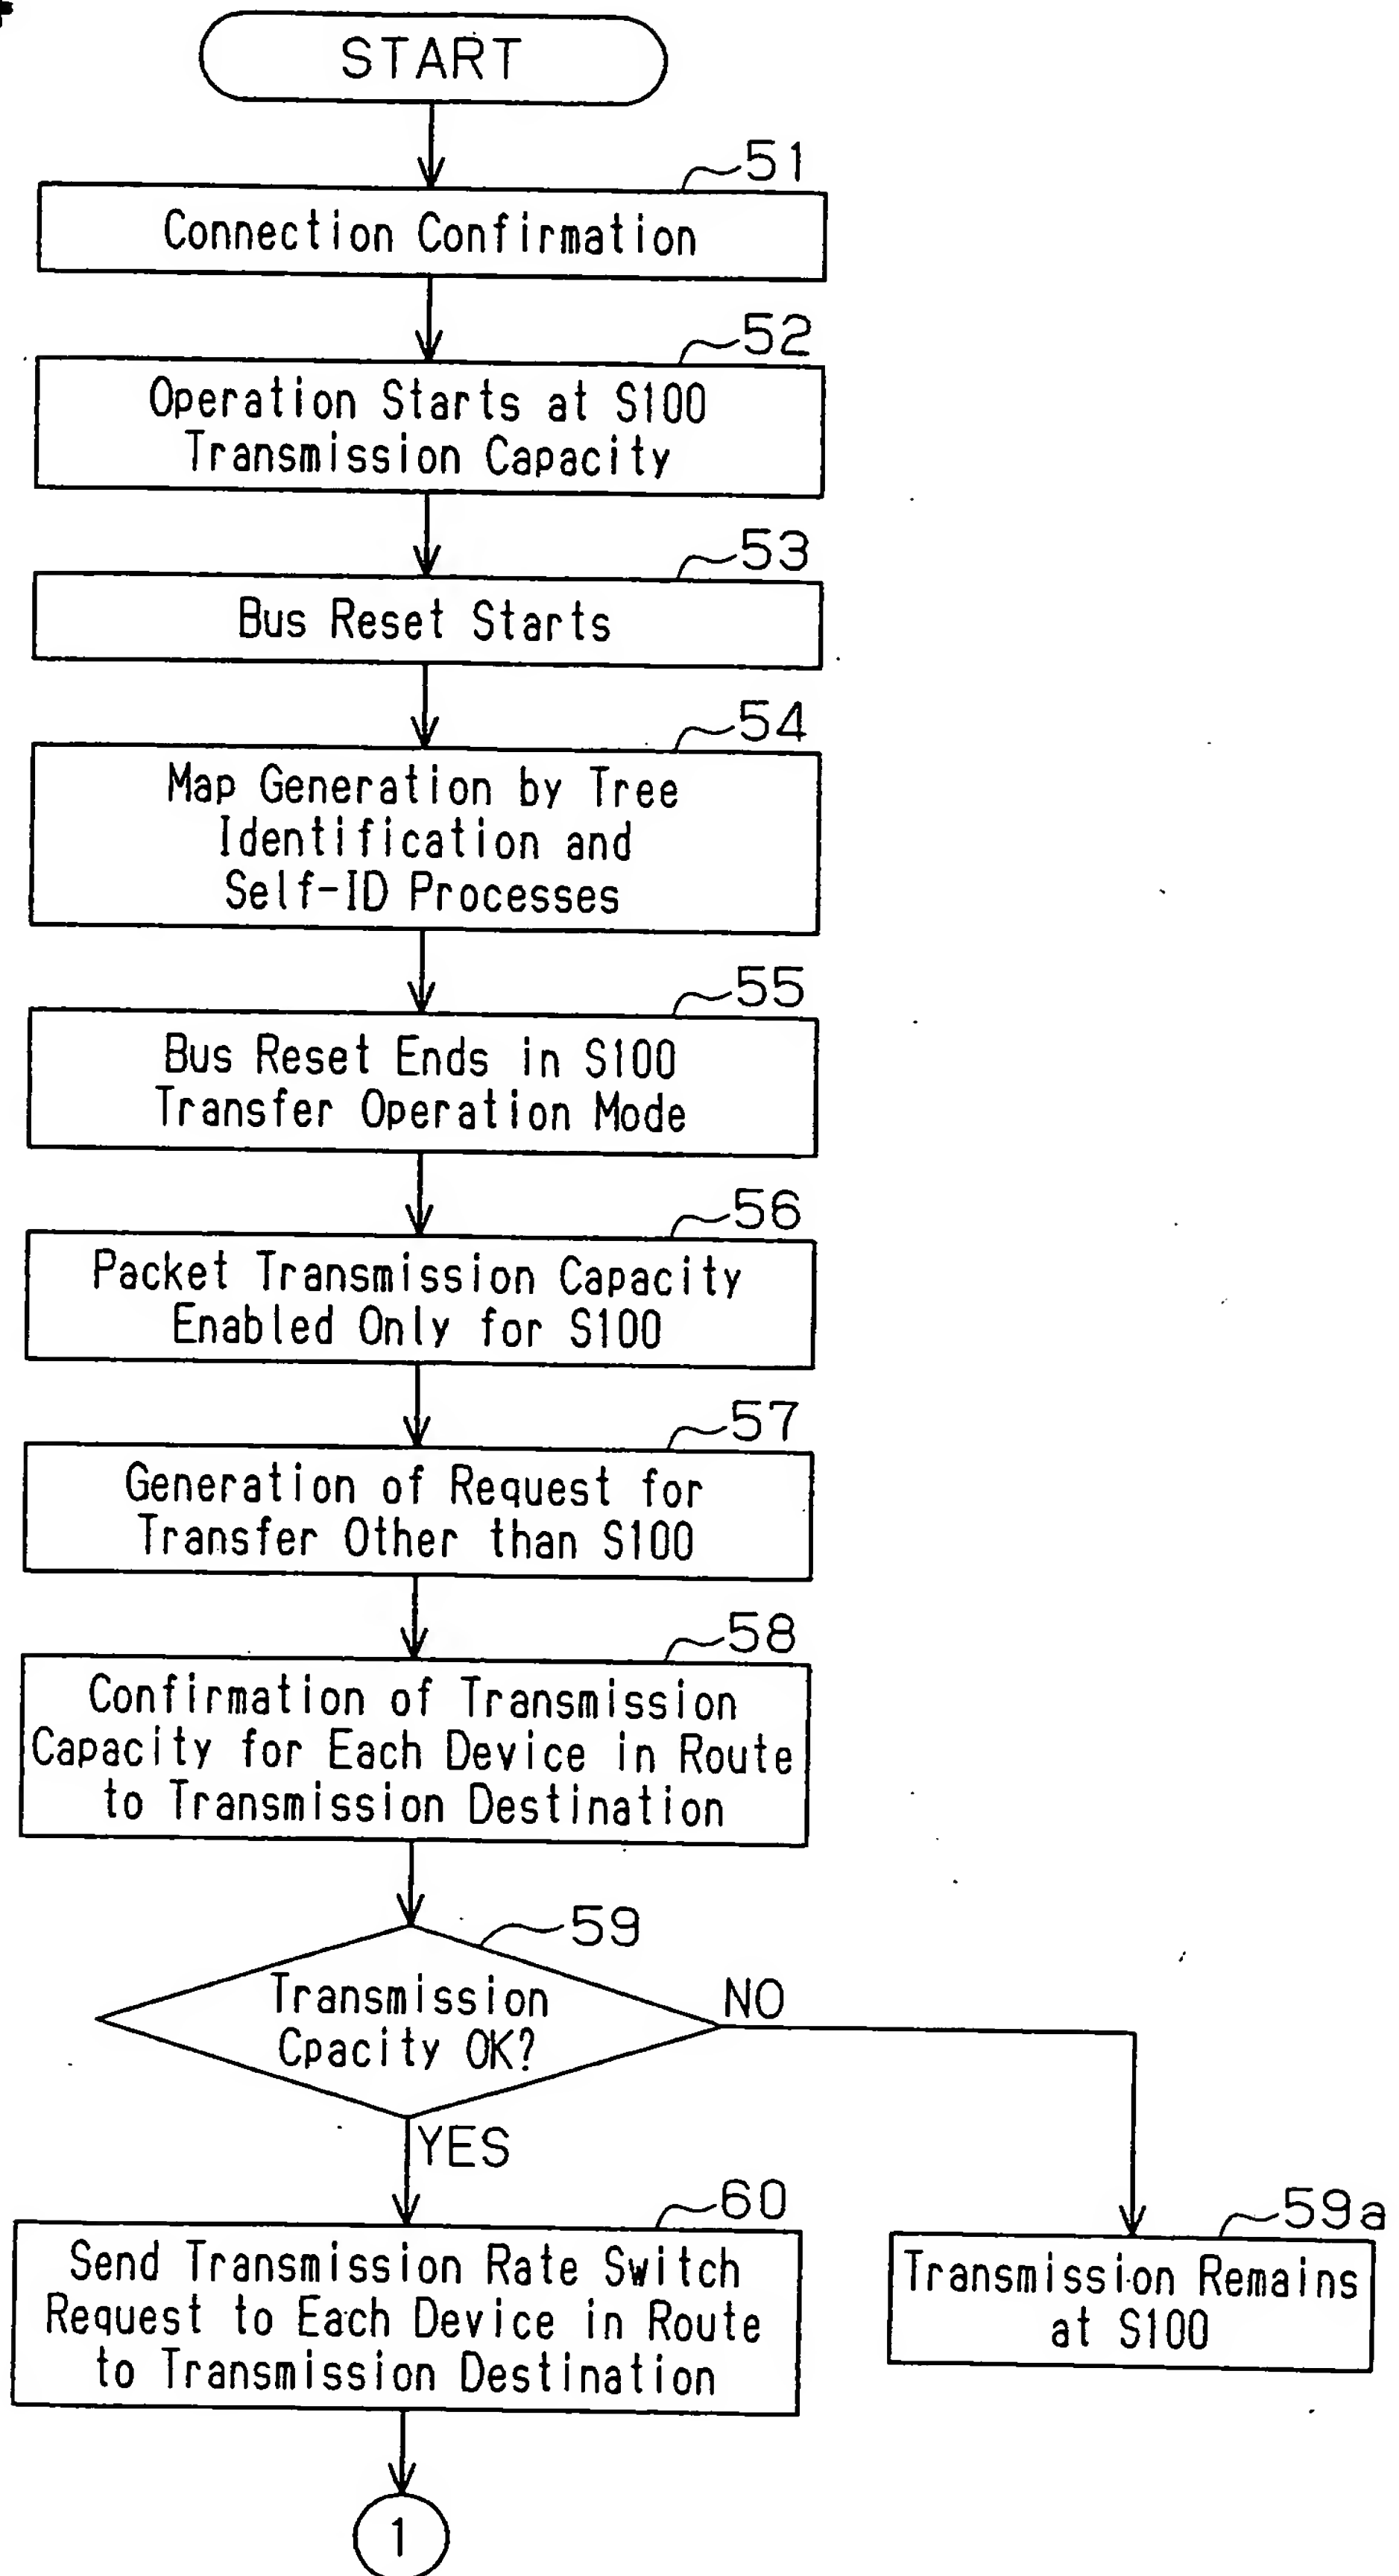 START
51
Connection Confirmation
52
Operation Starts at S100
Transmission Capacity
53
Bus Reset Starts
54
Map Generation by Tree
Identification and
Self-ID Processes
55
Bus Reset Ends in S100
Transfer Operation Mode
56
Packet Transmission Capacity
Enabled Only for S100
57
Generation of Request for
Transfer Other than S100
58
Confirmation of Transmission
Capacity for Each Device in Route
to Transmission Destination
59
Transmission
Cpacity OK?
NO
YES
60
Send Transmission Rate Switch
Request to Each Device in Route
to Transmission Destination
59a
Transmission Remains
at S100
1